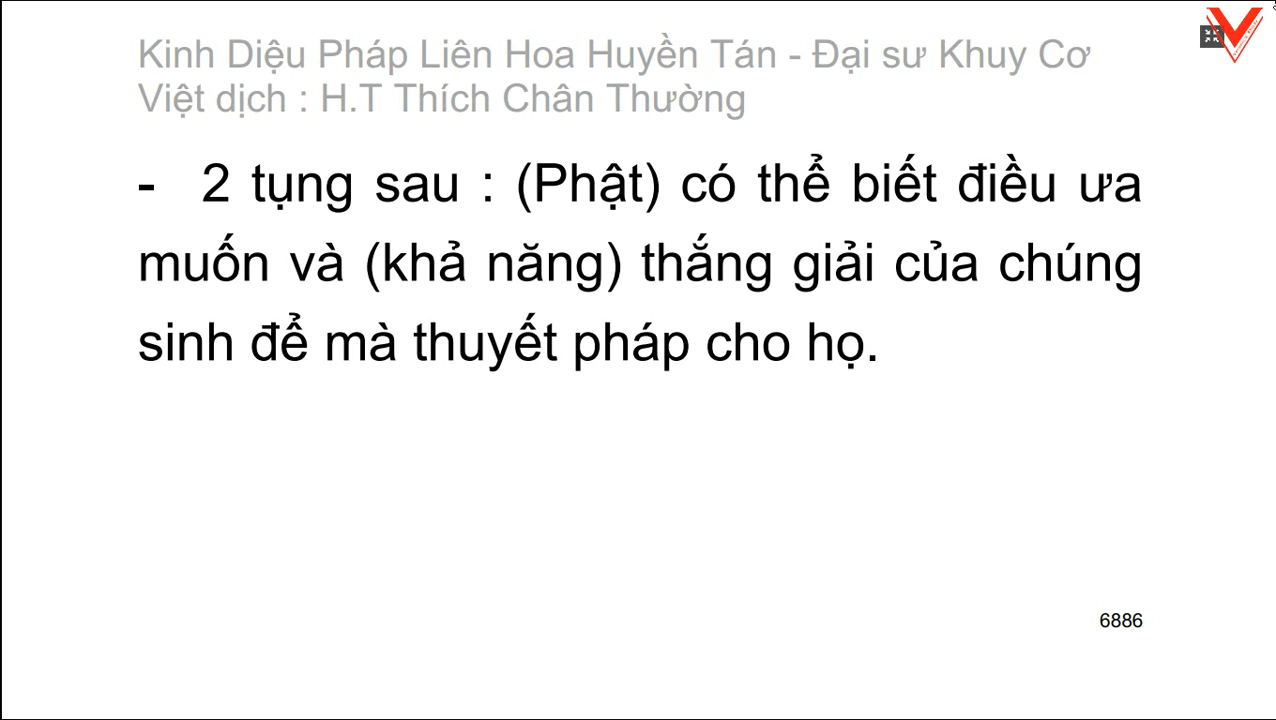 Kinh Diệu Pháp Liên Hoa Huyền Tán - Đại sư Khuy Cơ
Việt dịch : H.T Thích Chân Thường
- 2 tụng sau : (Phật) có thể biết điều ưa
muốn và (khả năng) thắng giải của chúng
sinh để mà thuyết pháp cho họ.
6886